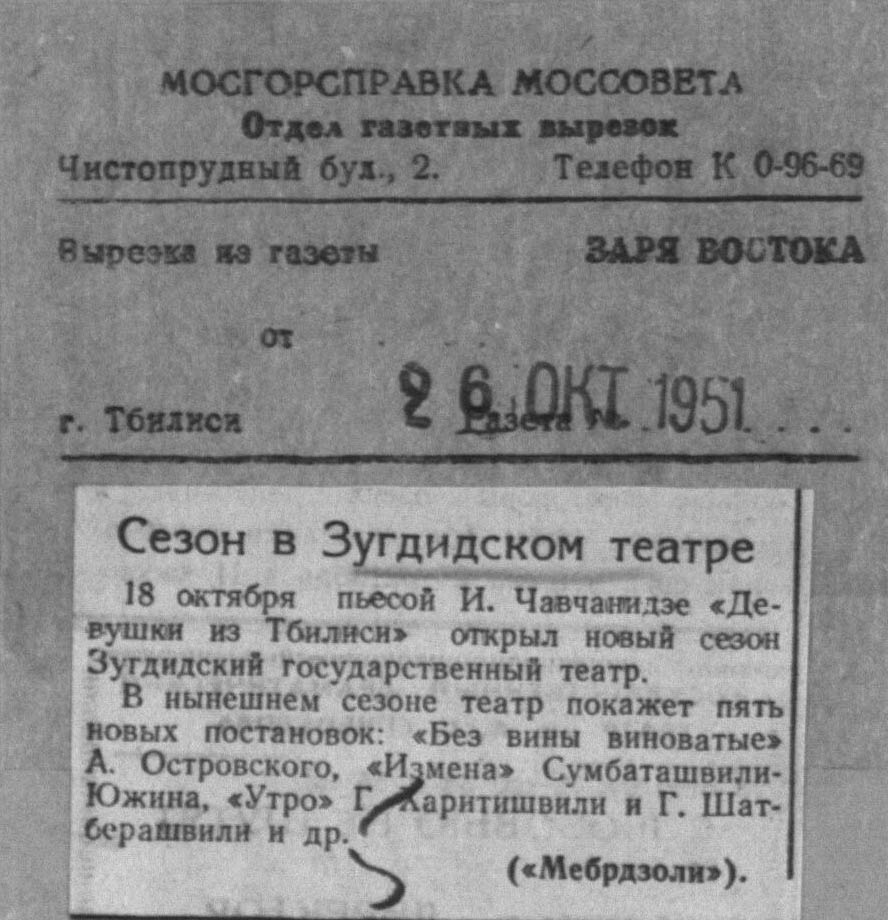 МОСГОРСПРАВКА МОССОВЕТА
Отдел газетных вырезок
Чистопрудный бул., 2. Телефон К 0-96-69
Вырезка из газеты ЗАРЯ ВОСТОКА
от
26 ОКТ 1951
г. Тбилиси Газета № . . . .
Сезон в Зугдидском театре
18 октября пьесой И. Чавчанидзе «Де-
вушки из Тбилиси» открыл новый сезон
Зугдидский государственный театр.
В нынешнем сезоне театр покажет пять
новых постановок: «Без вины виноватые»
А. Островского, «Измена» Сумбаташвили-
Южина, «Утро» Г. Харитишвили и Г. Шат-
берашвили и др.
(«Мебрдзоли»).